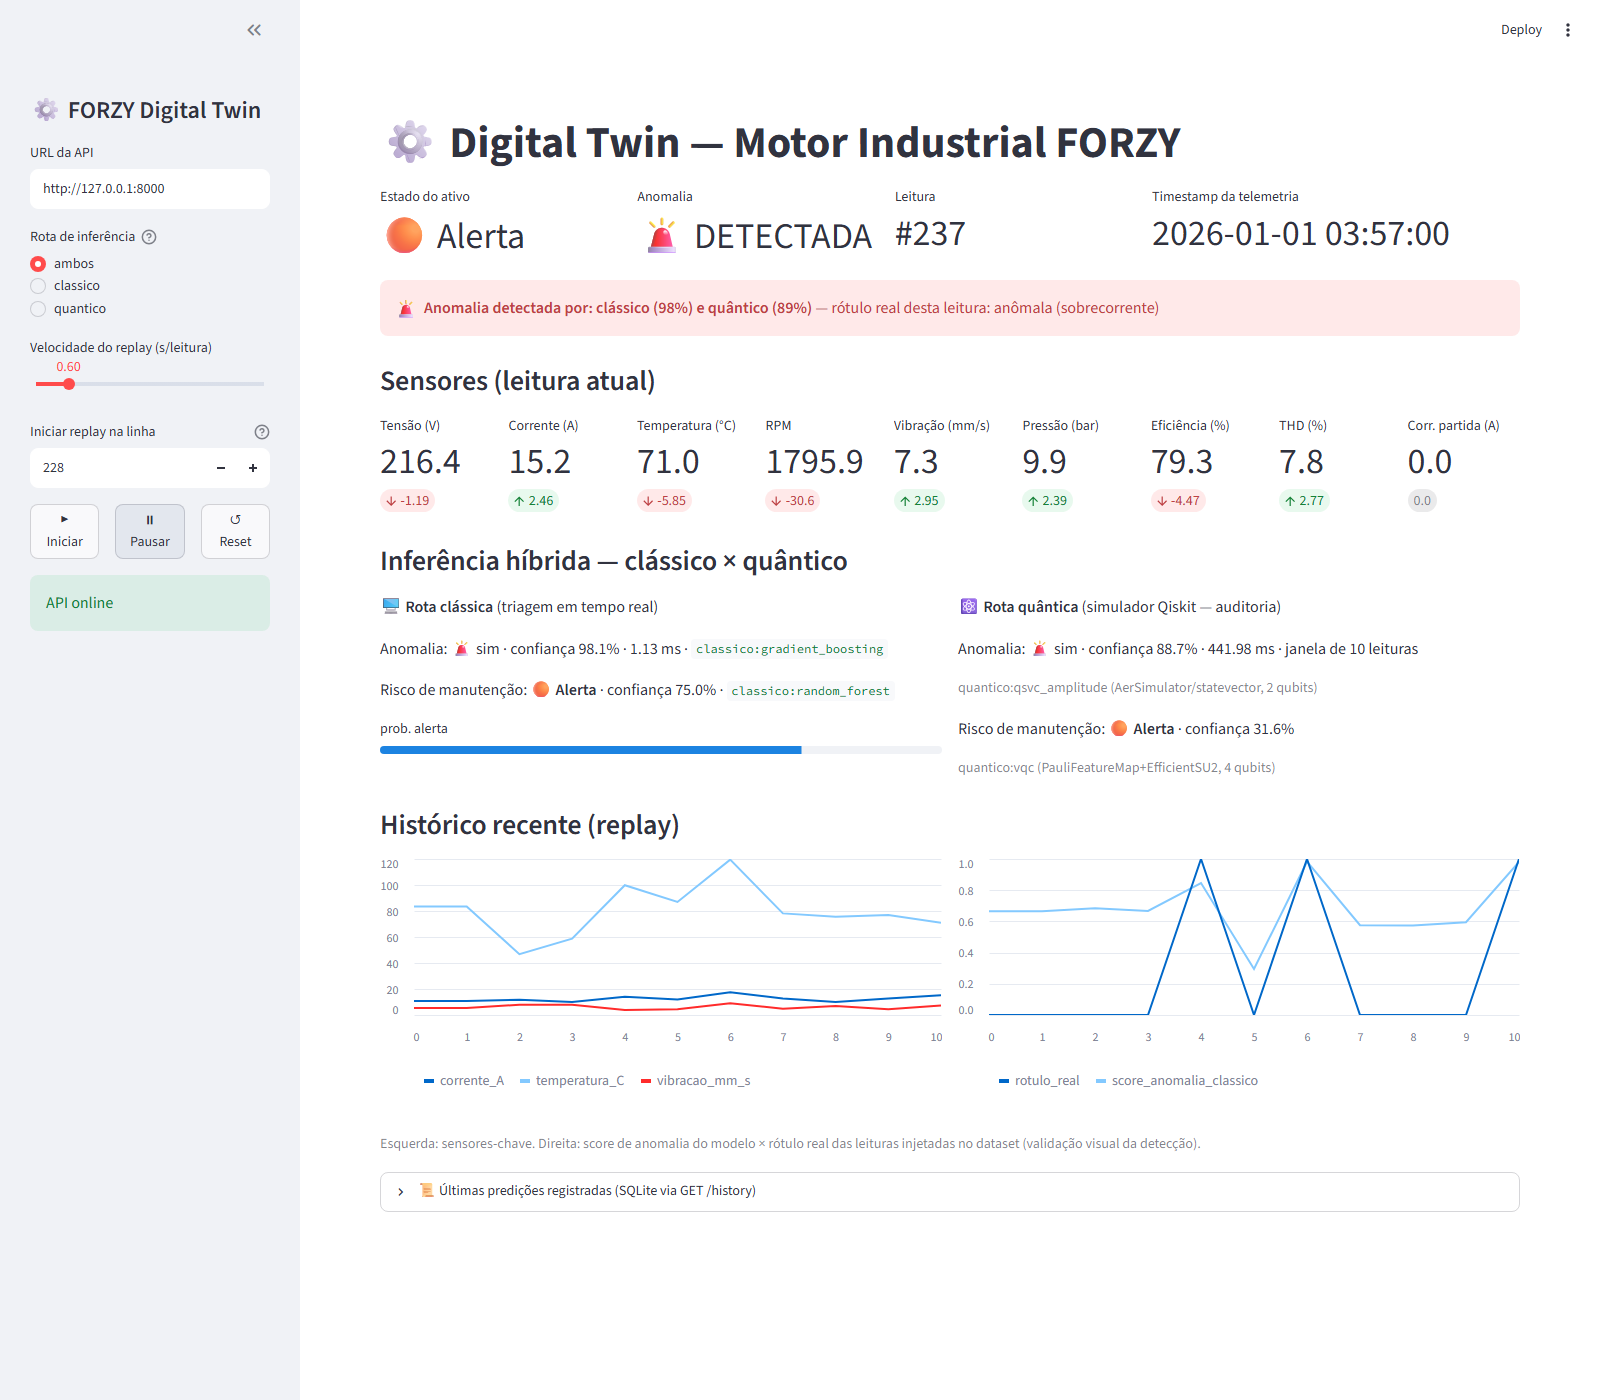 Deploy
FORZY Digital Twin
URL da API
http://127.0.0.1:8000
Rota de inferência
ambos
classico
quantico
Velocidade do replay (s/leitura)
0.60
Iniciar replay na linha
228
Iniciar
Pausar
Reset
API online
Digital Twin — Motor Industrial FORZY
Estado do ativo
Alerta
Anomalia
DETECTADA
Leitura
#237
Timestamp da telemetria
2026-01-01 03:57:00
Anomalia detectada por: clássico (98%) e quântico (89%) — rótulo real desta leitura: anômala (sobrecorrente)
Sensores (leitura atual)
Tensão (V)
216.4
↓ -1.19
Corrente (A)
15.2
↑ 2.46
Temperatura (°C)
71.0
↓ -5.85
RPM
1795.9
↓ -30.6
Vibração (mm/s)
7.3
↑ 2.95
Pressão (bar)
9.9
↑ 2.39
Eficiência (%)
79.3
↓ -4.47
THD (%)
7.8
↑ 2.77
Corr. partida (A)
0.0
0.0
Inferência híbrida — clássico × quântico
Rota clássica (triagem em tempo real)
Anomalia: sim · confiança 98.1% · 1.13 ms · classico:gradient_boosting
Risco de manutenção: Alerta · confiança 75.0% · classico:random_forest
prob. alerta
Rota quântica (simulador Qiskit — auditoria)
Anomalia: sim · confiança 88.7% · 441.98 ms · janela de 10 leituras
quantico:qsvc_amplitude (AerSimulator/statevector, 2 qubits)
Risco de manutenção: Alerta · confiança 31.6%
quantico:vqc (PauliFeatureMap+EfficientSU2, 4 qubits)
Histórico recente (replay)
120
100
80
60
40
20
0
0 1 2 3 4 5 6 7 8 9 10
corrente_A temperatura_C vibracao_mm_s
1.0
0.8
0.6
0.4
0.2
0.0
0 1 2 3 4 5 6 7 8 9 10
rotulo_real score_anomalia_classico
Esquerda: sensores-chave. Direita: score de anomalia do modelo × rótulo real das leituras injetadas no dataset (validação visual da detecção).
Últimas predições registradas (SQLite via GET /history)